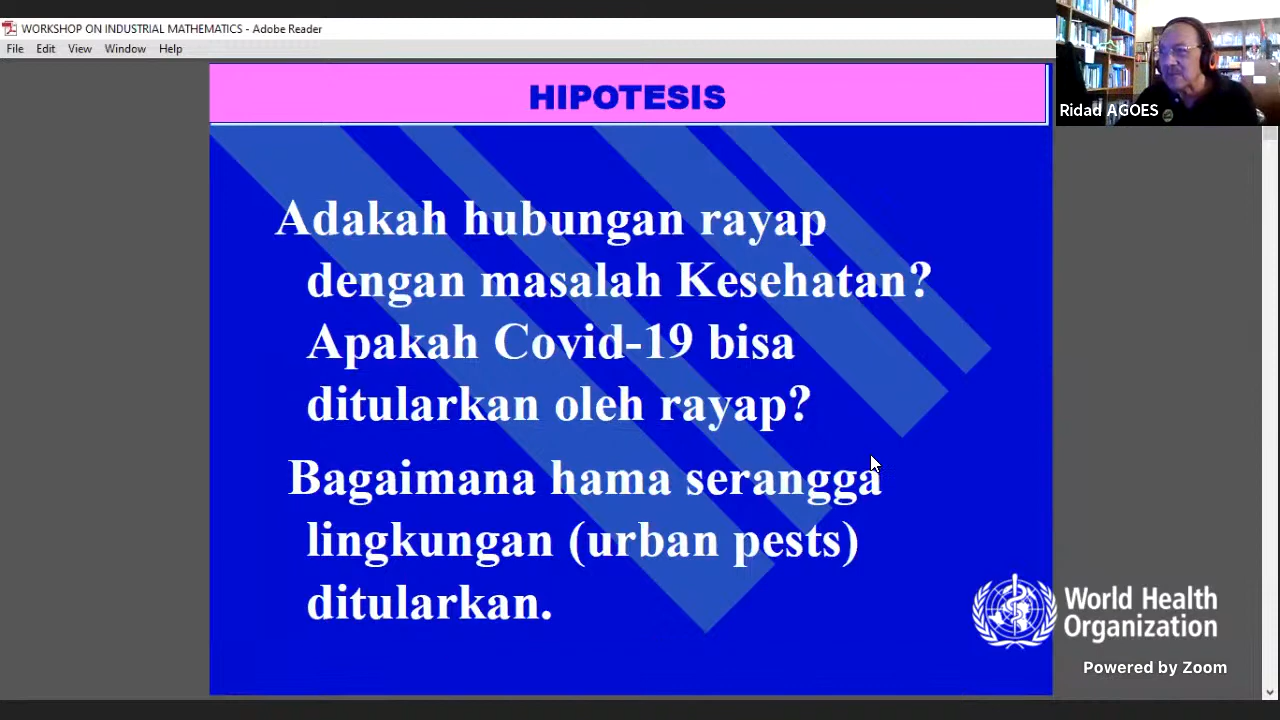 WORKSHOP ON INDUSTRIAL MATHEMATICS - Adobe Reader
File Edit View Window Help
HIPOTESIS
Ridad AGOES
Adakah hubungan rayap
dengan masalah Kesehatan?
Apakah Covid-19 bisa
ditularkan oleh rayap?
Bagaimana hama serangga
lingkungan (urban pests)
ditularkan.
World Health
Organization
Powered by Zoom